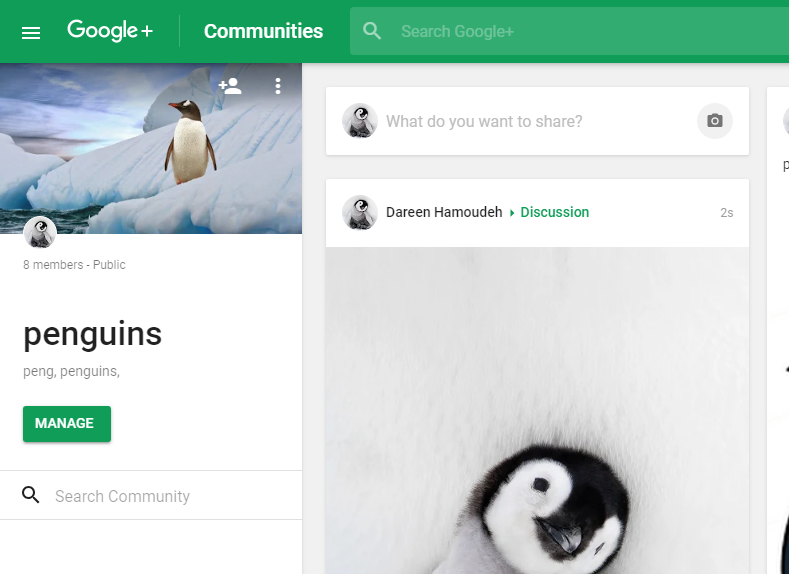 Google+
Communities
Search Google+
8 members - Public
penguins
peng, penguins,
MANAGE
Search Community
What do you want to share?
Dareen Hamoudeh
Discussion
2s